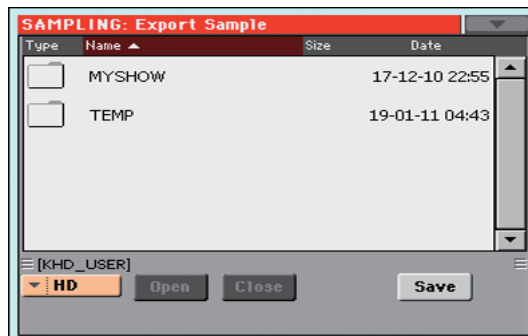 SAMPLING: Export Sample
Type Name Size Date
MYSHOW 17-12-10 22:55
TEMP 19-01-11 04:43
[KHD_USER]
HD Open Close Save